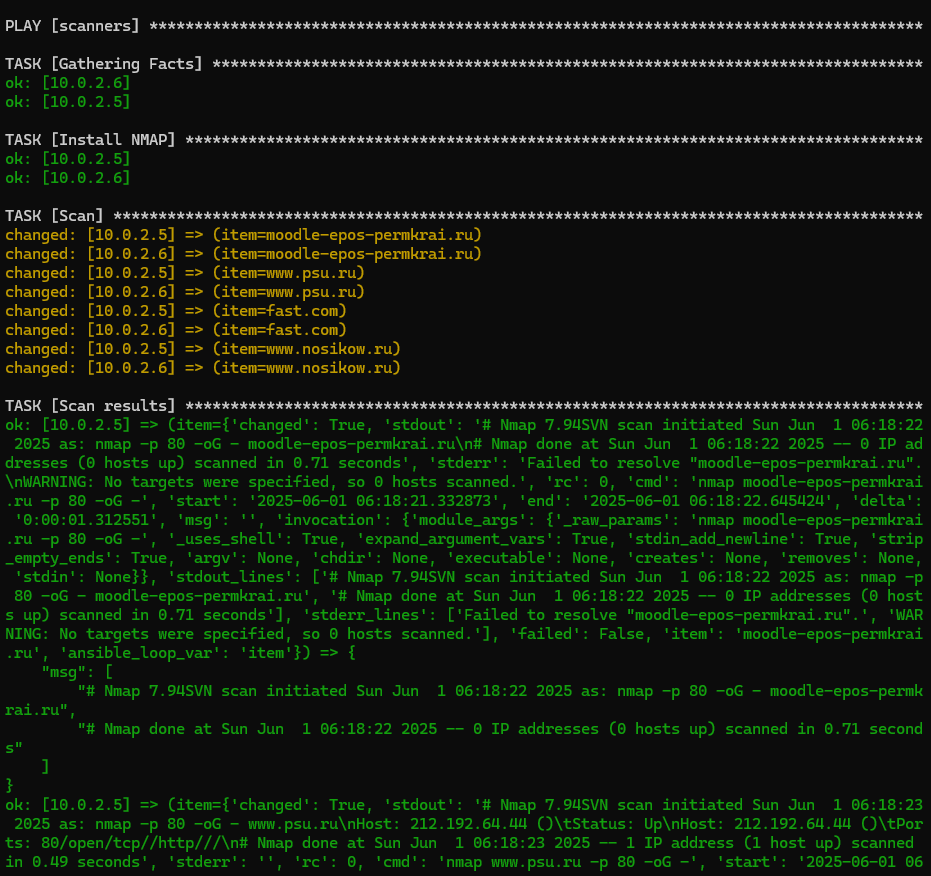 PLAY [scanners] **************************************************************************************
TASK [Gathering Facts] *******************************************************************************
ok: [10.0.2.6]
ok: [10.0.2.5]
TASK [Install NMAP] **********************************************************************************
ok: [10.0.2.5]
ok: [10.0.2.6]
TASK [Scan] ******************************************************************************************
changed: [10.0.2.5] => (item=moodle-epos-permkrai.ru)
changed: [10.0.2.6] => (item=moodle-epos-permkrai.ru)
changed: [10.0.2.5] => (item=www.psu.ru)
changed: [10.0.2.6] => (item=www.psu.ru)
changed: [10.0.2.5] => (item=fast.com)
changed: [10.0.2.6] => (item=fast.com)
changed: [10.0.2.5] => (item=www.nosikow.ru)
changed: [10.0.2.6] => (item=www.nosikow.ru)
TASK [Scan results] **********************************************************************************
ok: [10.0.2.5] => (item={'changed': True, 'stdout': '# Nmap 7.94SVN scan initiated Sun Jun  1 06:18:22
 2025 as: nmap -p 80 -oG - moodle-epos-permkrai.ru\n# Nmap done at Sun Jun  1 06:18:22 2025 -- 0 IP ad
dresses (0 hosts up) scanned in 0.71 seconds', 'stderr': 'Failed to resolve "moodle-epos-permkrai.ru".
\nWARNING: No targets were specified, so 0 hosts scanned.', 'rc': 0, 'cmd': 'nmap moodle-epos-permkrai
.ru -p 80 -oG -', 'start': '2025-06-01 06:18:21.332873', 'end': '2025-06-01 06:18:22.645424', 'delta':
 '0:00:01.312551', 'msg': '', 'invocation': {'module_args': {'_raw_params': 'nmap moodle-epos-permkrai
.ru -p 80 -oG -', '_uses_shell': True, 'expand_argument_vars': True, 'stdin_add_newline': True, 'strip
_empty_ends': True, 'argv': None, 'chdir': None, 'executable': None, 'creates': None, 'removes': None,
 'stdin': None}}, 'stdout_lines': ['# Nmap 7.94SVN scan initiated Sun Jun  1 06:18:22 2025 as: nmap -p
 80 -oG - moodle-epos-permkrai.ru', '# Nmap done at Sun Jun  1 06:18:22 2025 -- 0 IP addresses (0 host
s up) scanned in 0.71 seconds'], 'stderr_lines': ['Failed to resolve "moodle-epos-permkrai.ru".', 'WAR
NING: No targets were specified, so 0 hosts scanned.'], 'failed': False, 'item': 'moodle-epos-permkrai
.ru', 'ansible_loop_var': 'item'}) => {
    "msg": [
        "# Nmap 7.94SVN scan initiated Sun Jun  1 06:18:22 2025 as: nmap -p 80 -oG - moodle-epos-permk
rai.ru",
        "# Nmap done at Sun Jun  1 06:18:22 2025 -- 0 IP addresses (0 hosts up) scanned in 0.71 second
s"
    ]
}
ok: [10.0.2.5] => (item={'changed': True, 'stdout': '# Nmap 7.94SVN scan initiated Sun Jun  1 06:18:23
 2025 as: nmap -p 80 -oG - www.psu.ru\nHost: 212.192.64.44 ()\tStatus: Up\nHost: 212.192.64.44 ()\tPor
ts: 80/open/tcp//http///\n# Nmap done at Sun Jun  1 06:18:23 2025 -- 1 IP address (1 host up) scanned
in 0.49 seconds', 'stderr': '', 'rc': 0, 'cmd': 'nmap www.psu.ru -p 80 -oG -', 'start': '2025-06-01 06